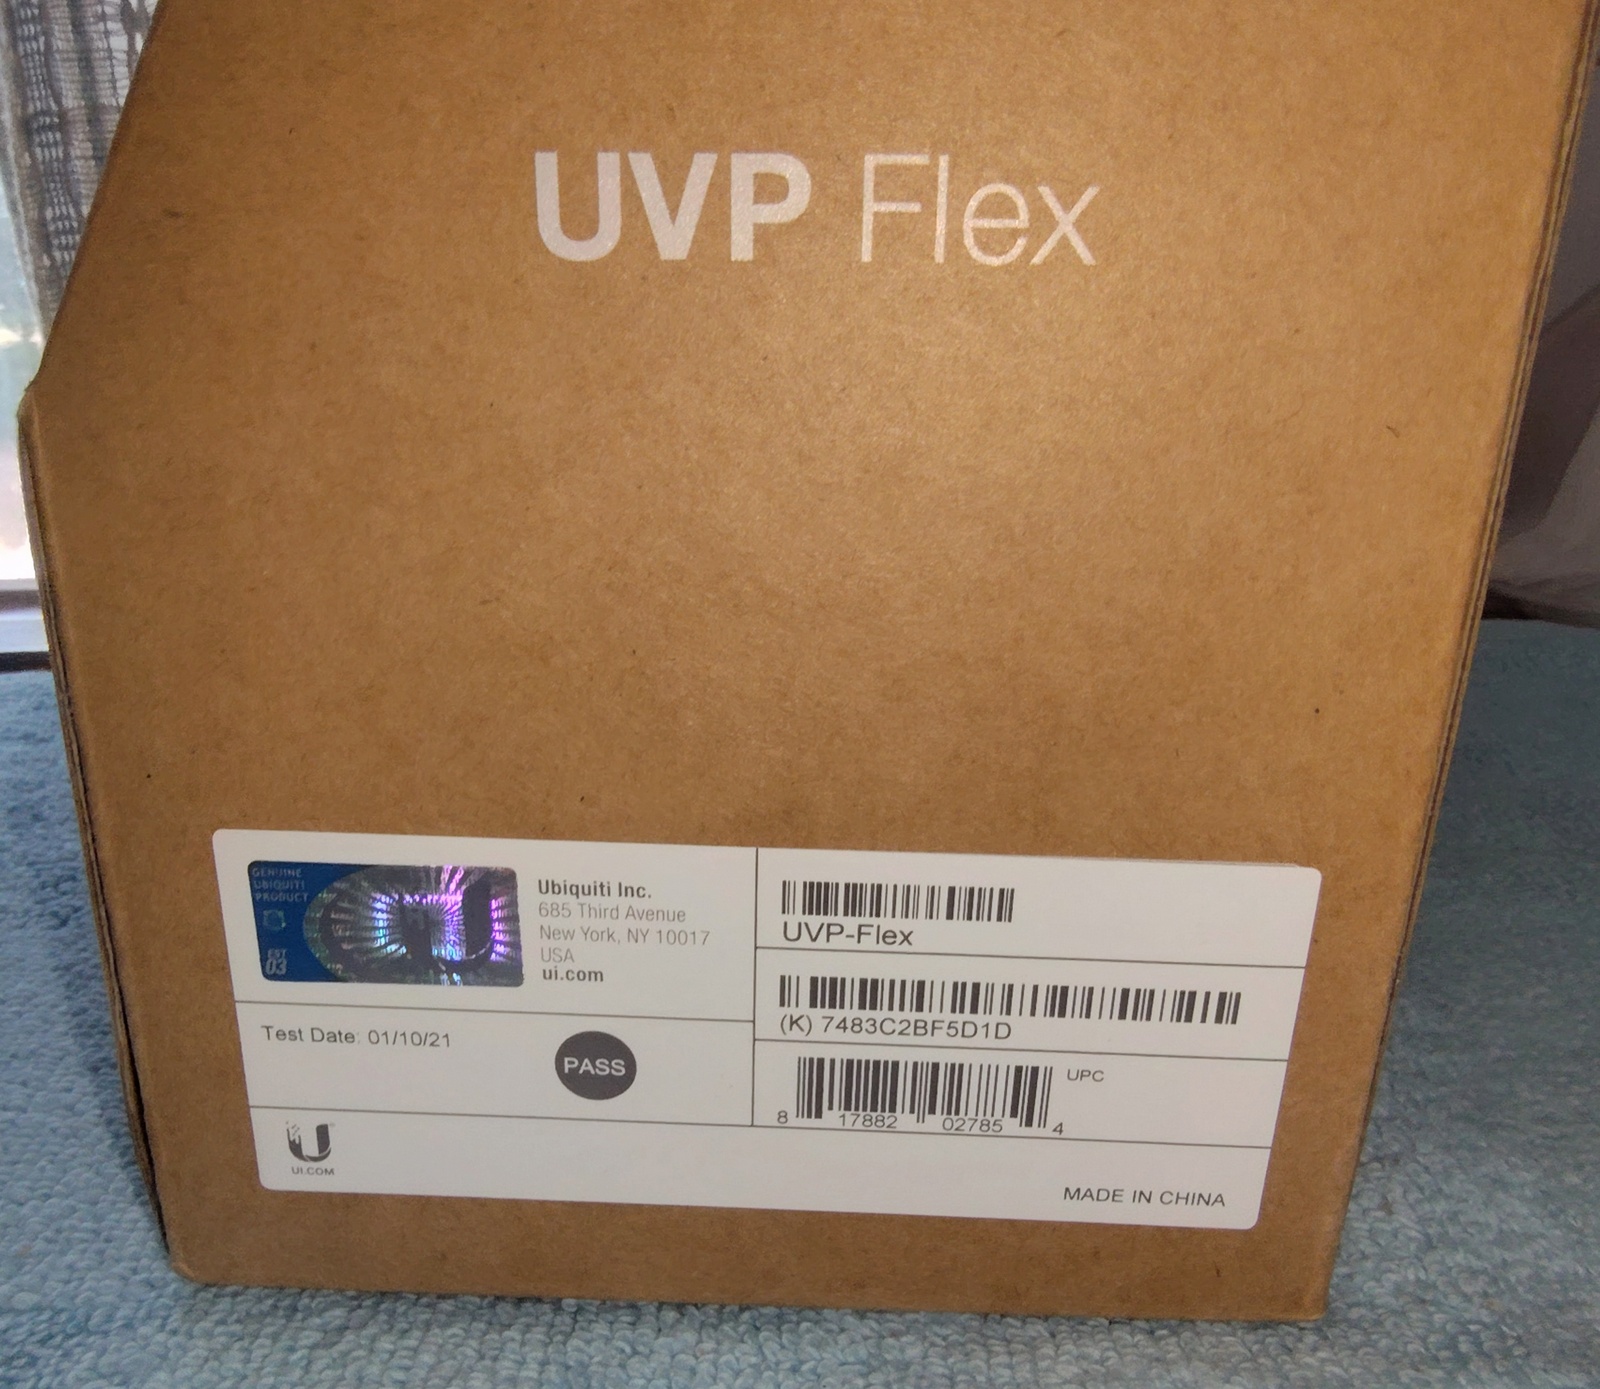 UVP Flex
GENUINE
UBIQUITI
PRODUCT
EST
03
Ubiquiti Inc.
685 Third Avenue
New York, NY 10017
USA
ui.com
Test Date: 01/10/21
PASS
UI.COM
UVP-Flex
(K) 7483C2BF5D1D
UPC
8 17882 02785 4
MADE IN CHINA